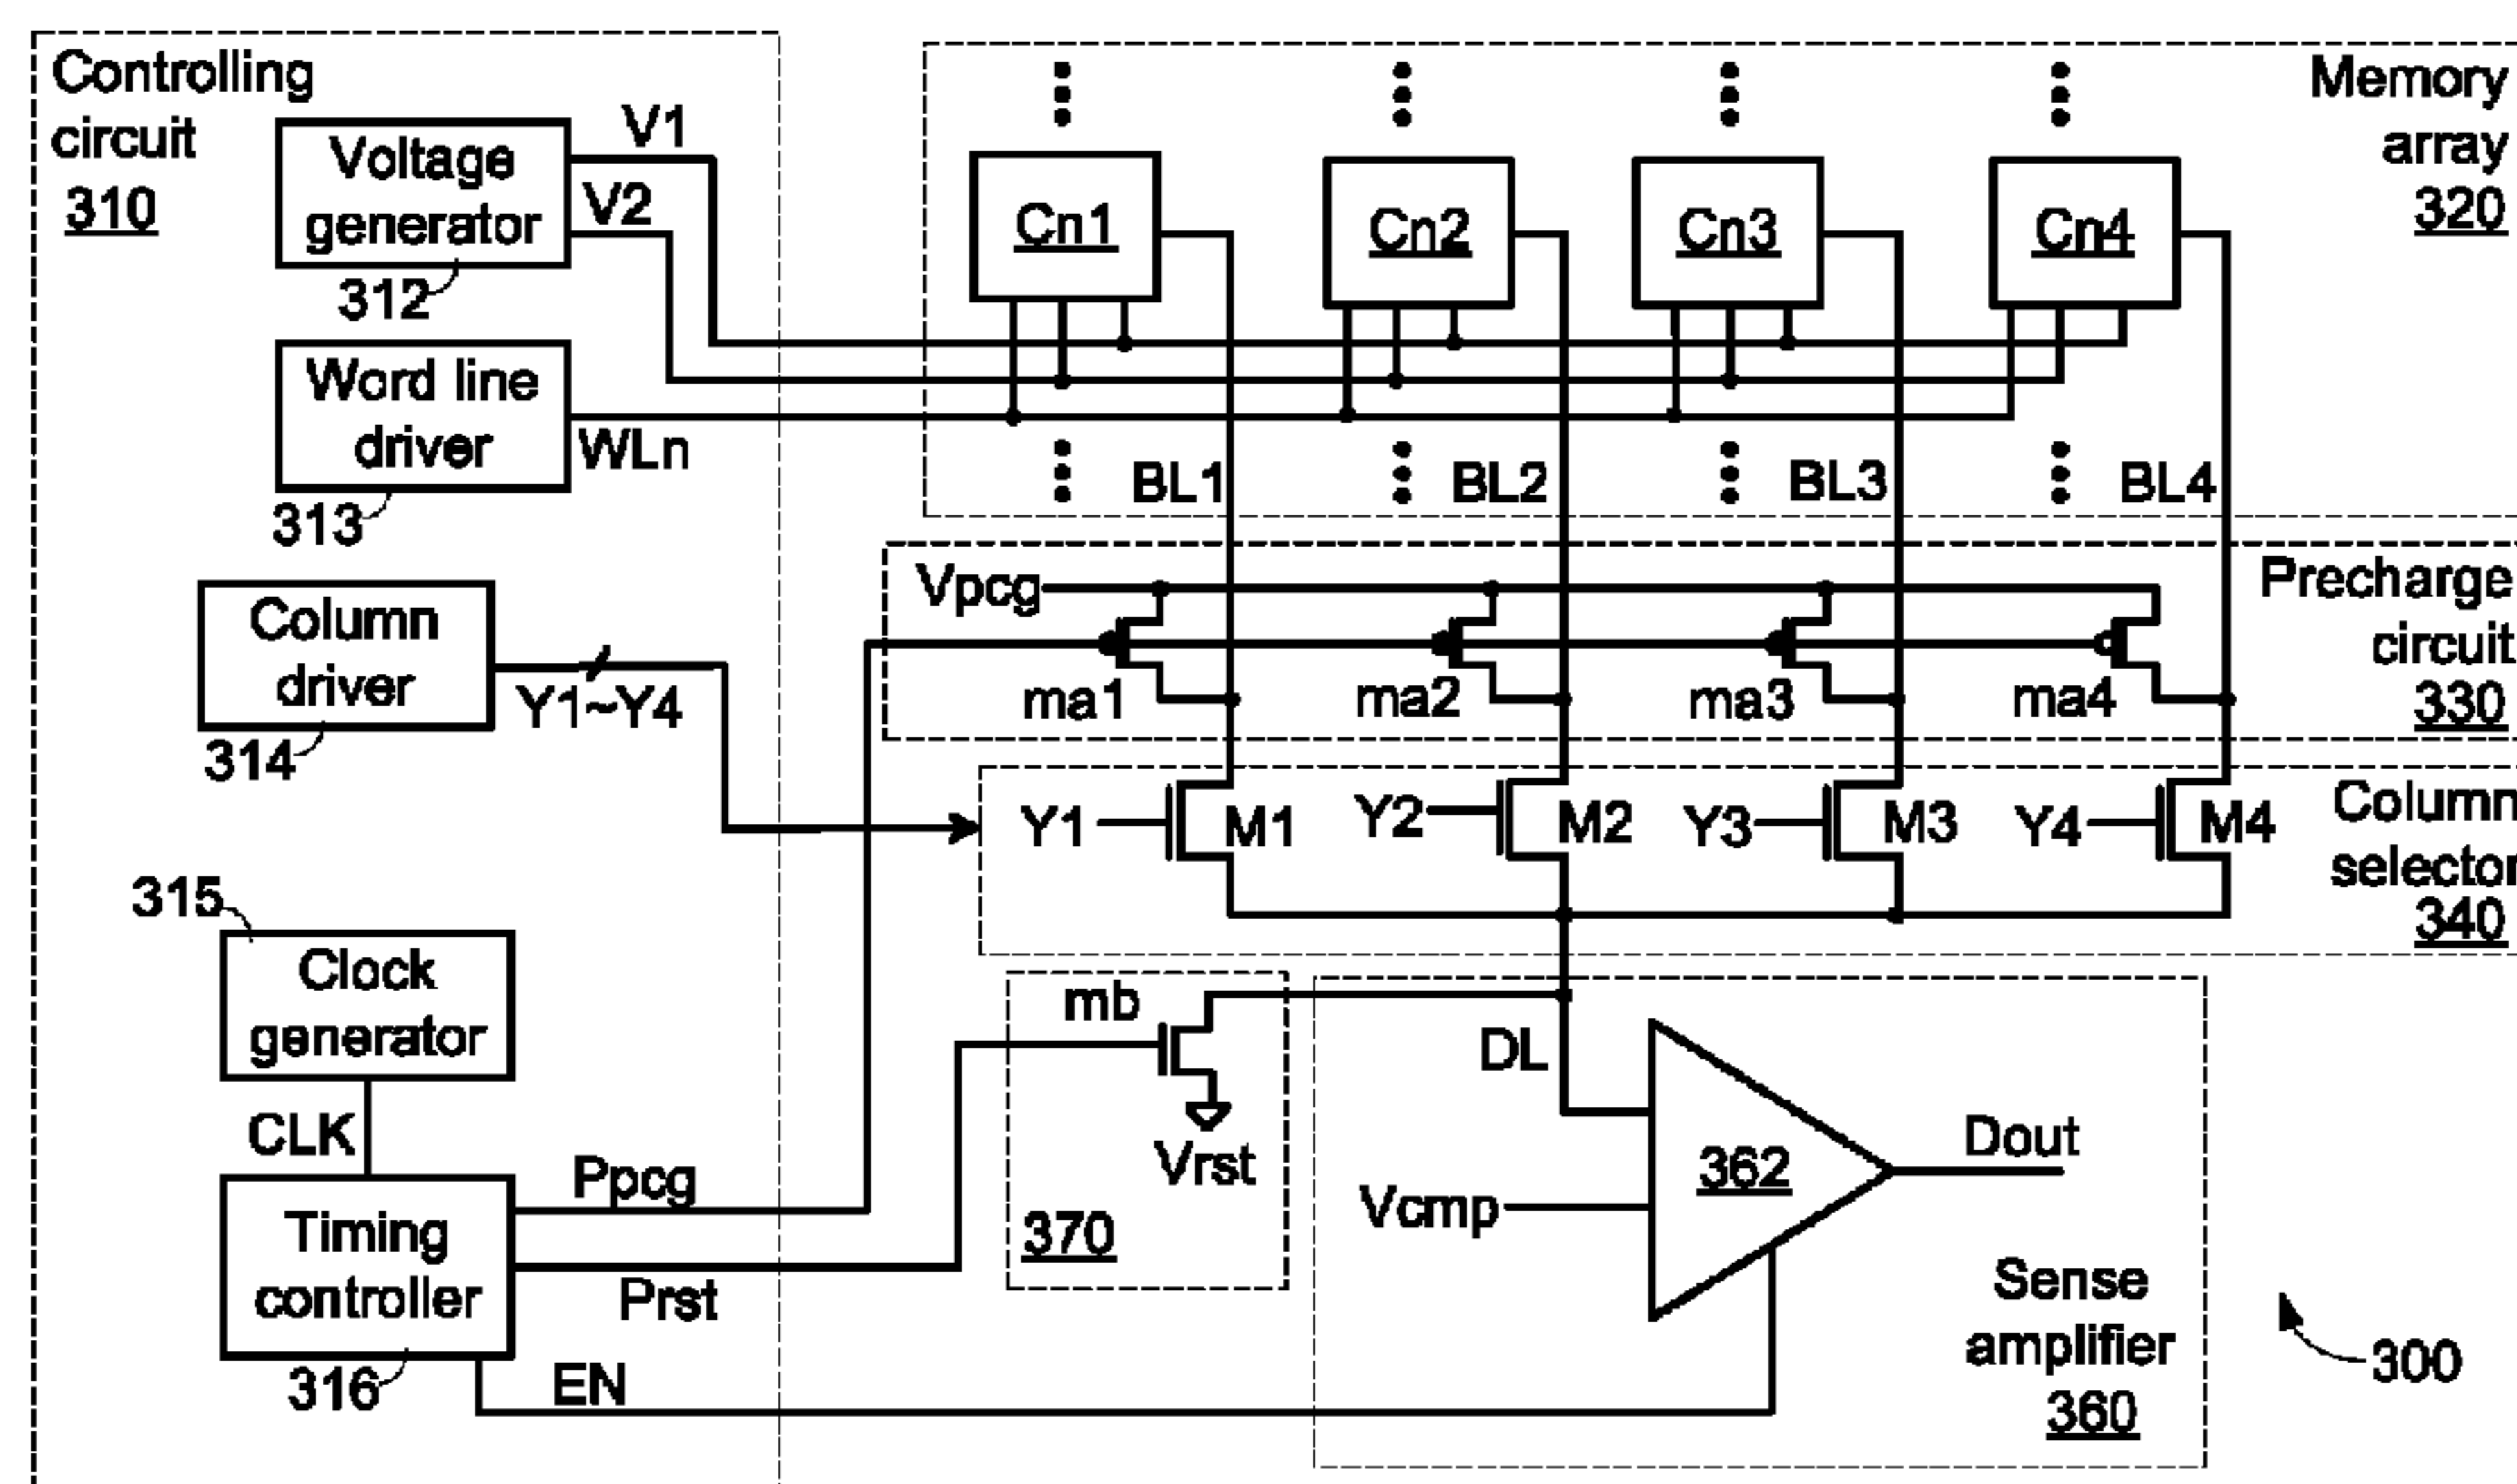 Controlling
circuit
310
Voltage
generator
V1
V2
312
Word line
driver
WLn
313
Column
driver
Y1~Y4
314
315
Clock
generator
CLK
Timing
controller
316
Ppcg
Prst
EN
Memory
array
320
Cn1
Cn2
Cn3
Cn4
BL1
BL2
BL3
BL4
Vpcg
Precharge
circuit
330
ma1
ma2
ma3
ma4
Y1
M1
Y2
M2
Y3
M3
Y4
M4
Column
selector
340
mb
Vrst
370
DL
Vcmp
362
Dout
Sense
amplifier
360
300